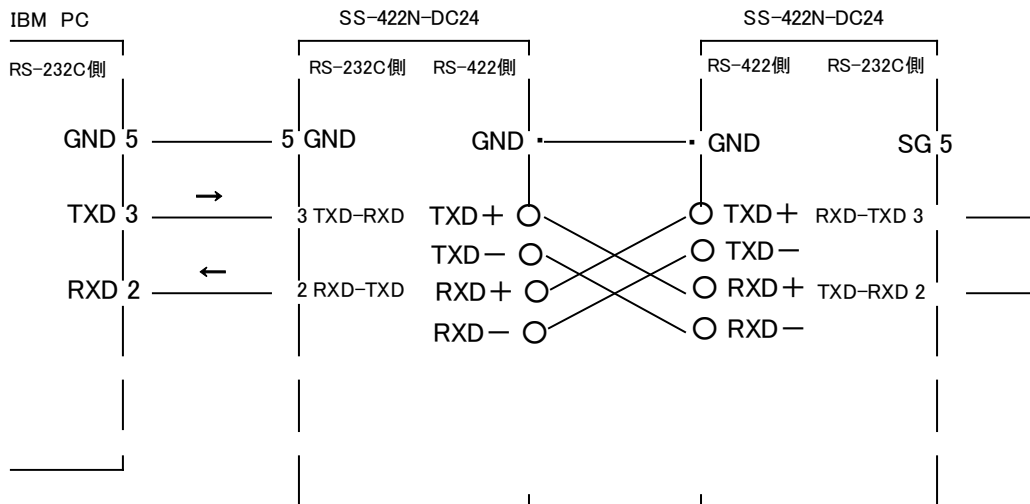 IBM PC SS-422N-DC24 SS-422N-DC24
RS-232C側 RS-232C側 RS-422側 RS-422側 RS-232C側
GND 5 5 GND GND GND SG 5
→
TXD 3 3 TXD-RXD TXD+ TXD+ RXD-TXD 3
TXD- TXD-
←
RXD 2 2 RXD-TXD RXD+ RXD+ TXD-RXD 2
RXD- RXD-